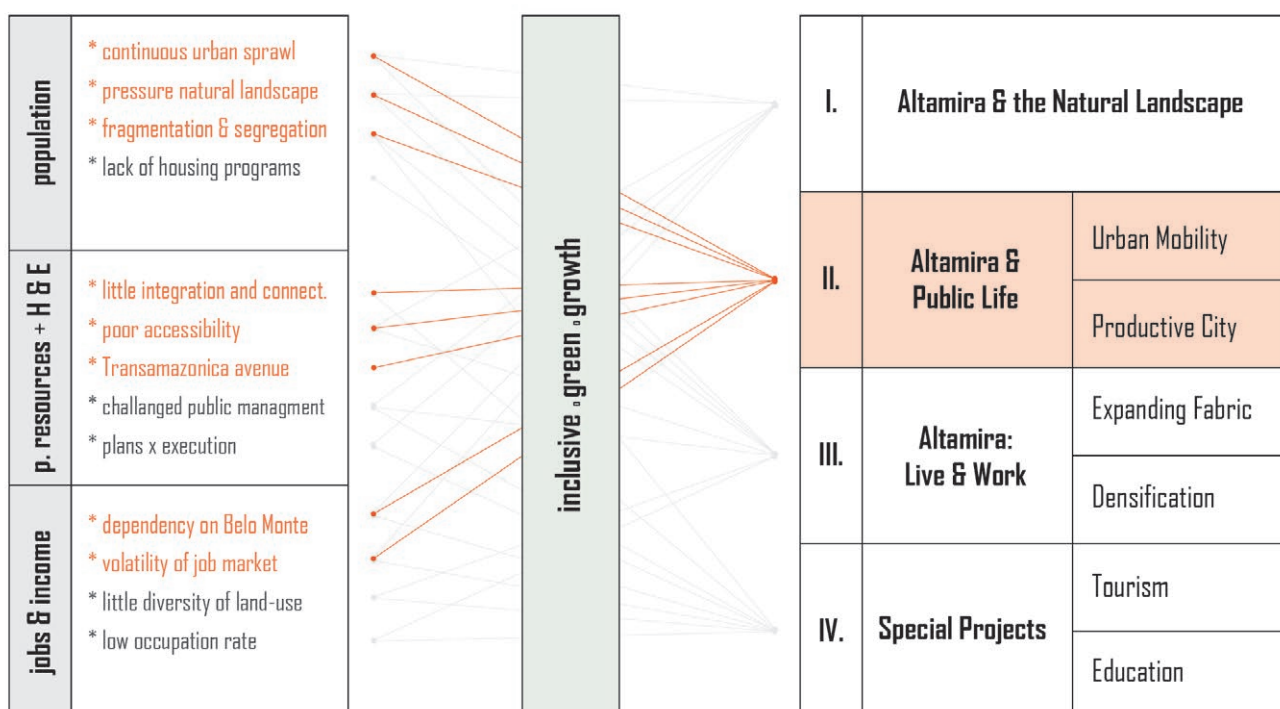 population
* continuous urban sprawl
* pressure natural landscape
* fragmentation & segregation
* lack of housing programs
p. resources + H & E
* little integration and connect.
* poor accessibility
* Transamazonica avenue
* challanged public managment
* plans x execution
jobs & income
* dependency on Belo Monte
* volatility of job market
* little diversity of land-use
* low occupation rate
inclusive.green.growth
I.
Altamira & the Natural Landscape
II.
Altamira &
Public Life
Urban Mobility
Productive City
III.
Altamira:
Live & Work
Expanding Fabric
Densification
IV.
Special Projects
Tourism
Education